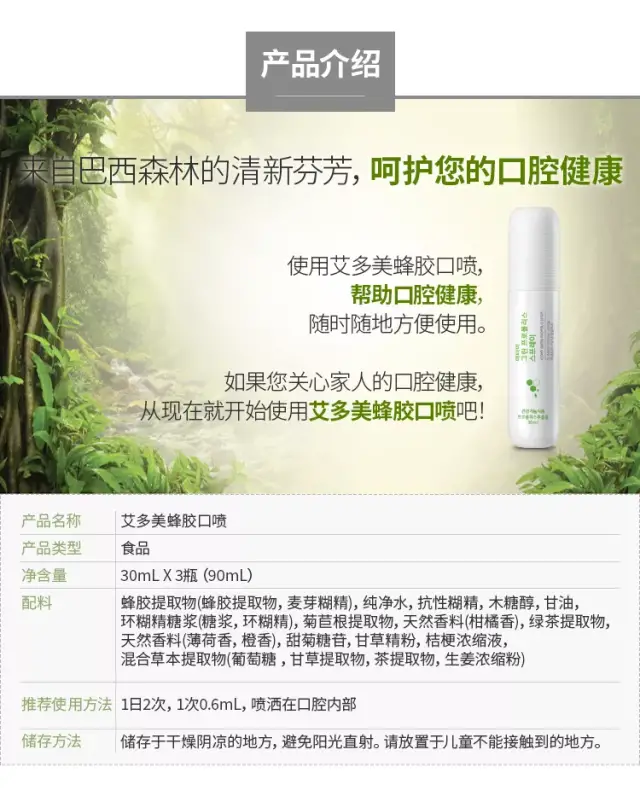 产品介绍
来自巴西森林的清新芬芳，呵护您的口腔健康
使用艾多美蜂胶口喷，
帮助口腔健康，
随时随地方便使用。
如果您关心家人的口腔健康，
从现在就开始使用艾多美蜂胶口喷吧！
그린 프로폴리스
스프레이
产品名称 艾多美蜂胶口喷
产品类型 食品
净含量 30mL X 3瓶（90mL）
配料 蜂胶提取物(蜂胶提取物，麦芽糊精)，纯净水，抗性糊精，木糖醇，甘油，
环糊精糖浆(糖浆，环糊精)，菊苣根提取物，天然香料(柑橘香)，绿茶提取物，
天然香料(薄荷香，橙香)，甜菊糖苷，甘草精粉，桔梗浓缩液，
混合草本提取物(葡萄糖，甘草提取物，茶提取物，生姜浓缩粉)
推荐使用方法 1日2次，1次0.6mL，喷洒在口腔内部
储存方法 储存于干燥阴凉的地方，避免阳光直射。请放置于儿童不能接触到的地方。